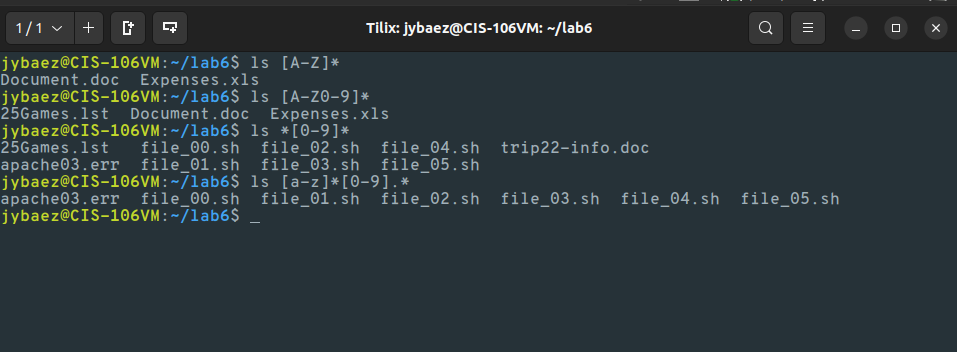 1 / 1
Tilix: jybaez@CIS-106VM: ~/lab6
jybaez@CIS-106VM:~/lab6$ ls [A-Z]*
Document.doc  Expenses.xls
jybaez@CIS-106VM:~/lab6$ ls [A-Z0-9]*
25Games.lst  Document.doc  Expenses.xls
jybaez@CIS-106VM:~/lab6$ ls *[0-9]*
25Games.lst   file_00.sh  file_02.sh  file_04.sh  trip22-info.doc
apache03.err  file_01.sh  file_03.sh  file_05.sh
jybaez@CIS-106VM:~/lab6$ ls [a-z]*[0-9].*
apache03.err  file_00.sh  file_01.sh  file_02.sh  file_03.sh  file_04.sh  file_05.sh
jybaez@CIS-106VM:~/lab6$ _